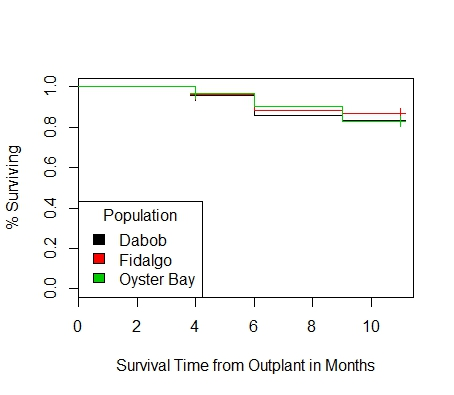 % Surviving
1.0
0.8
0.6
0.4
0.2
0.0
Population
Dabob
Fidalgo
Oyster Bay
0 2 4 6 8 10
Survival Time from Outplant in Months